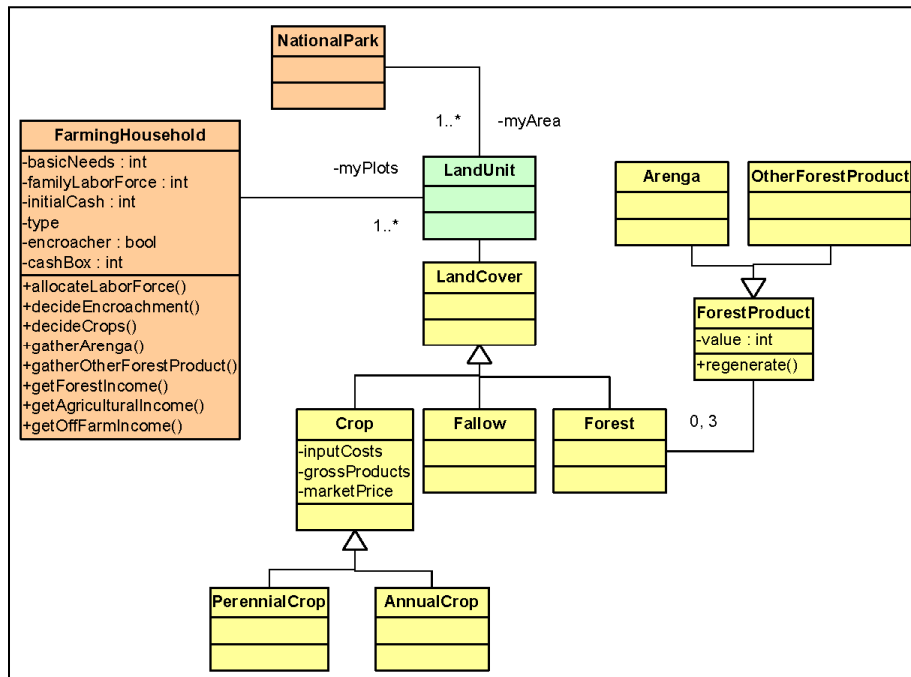 NationalPark
1..*
-myArea
FarmingHousehold
-basicNeeds : int
-familyLaborForce : int
-initialCash : int
-type
-encroacher : bool
-cashBox : int
+allocateLaborForce()
+decideEncroachment()
+decideCrops()
+gatherArenga()
+gatherOtherForestProduct()
+getForestIncome()
+getAgriculturalIncome()
+getOffFarmIncome()
-myPlots
1..*
LandUnit
LandCover
Arenga
OtherForestProduct
ForestProduct
-value : int
+regenerate()
0, 3
Crop
-inputCosts
-grossProducts
-marketPrice
Fallow
Forest
PerennialCrop
AnnualCrop